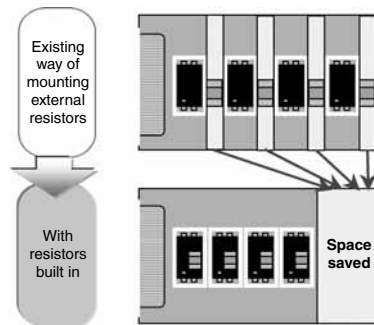 Existing
way of
mounting
external
resistors
With
resistors
built in
Space
saved